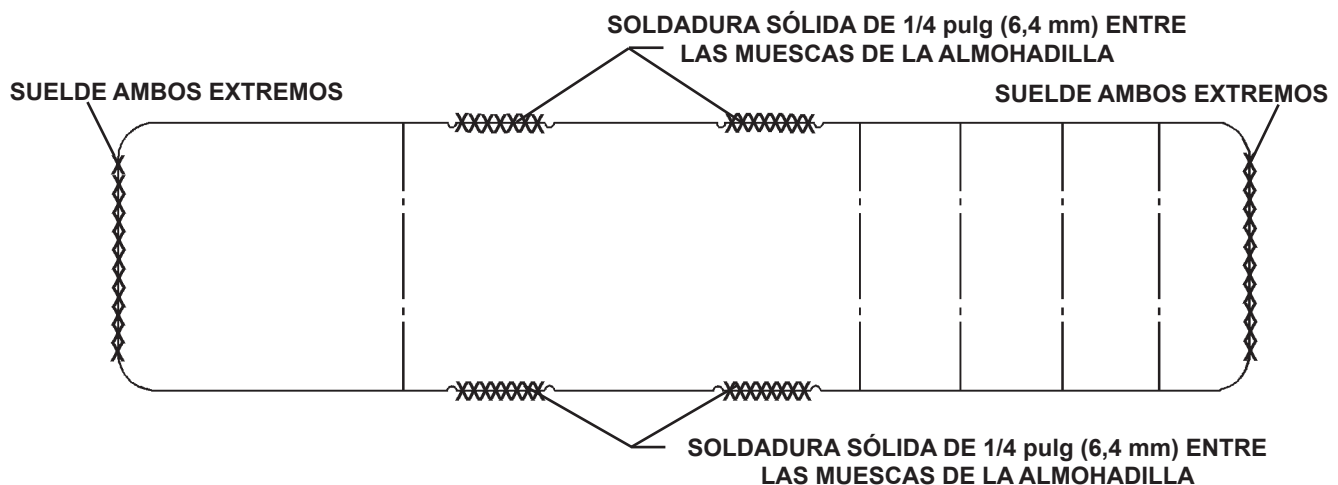 SOLDADURA SÓLIDA DE 1/4 pulg (6,4 mm) ENTRE
LAS MUESCAS DE LA ALMOHADILLA
SUELDE AMBOS EXTREMOS
SUELDE AMBOS EXTREMOS
SOLDADURA SÓLIDA DE 1/4 pulg (6,4 mm) ENTRE
LAS MUESCAS DE LA ALMOHADILLA